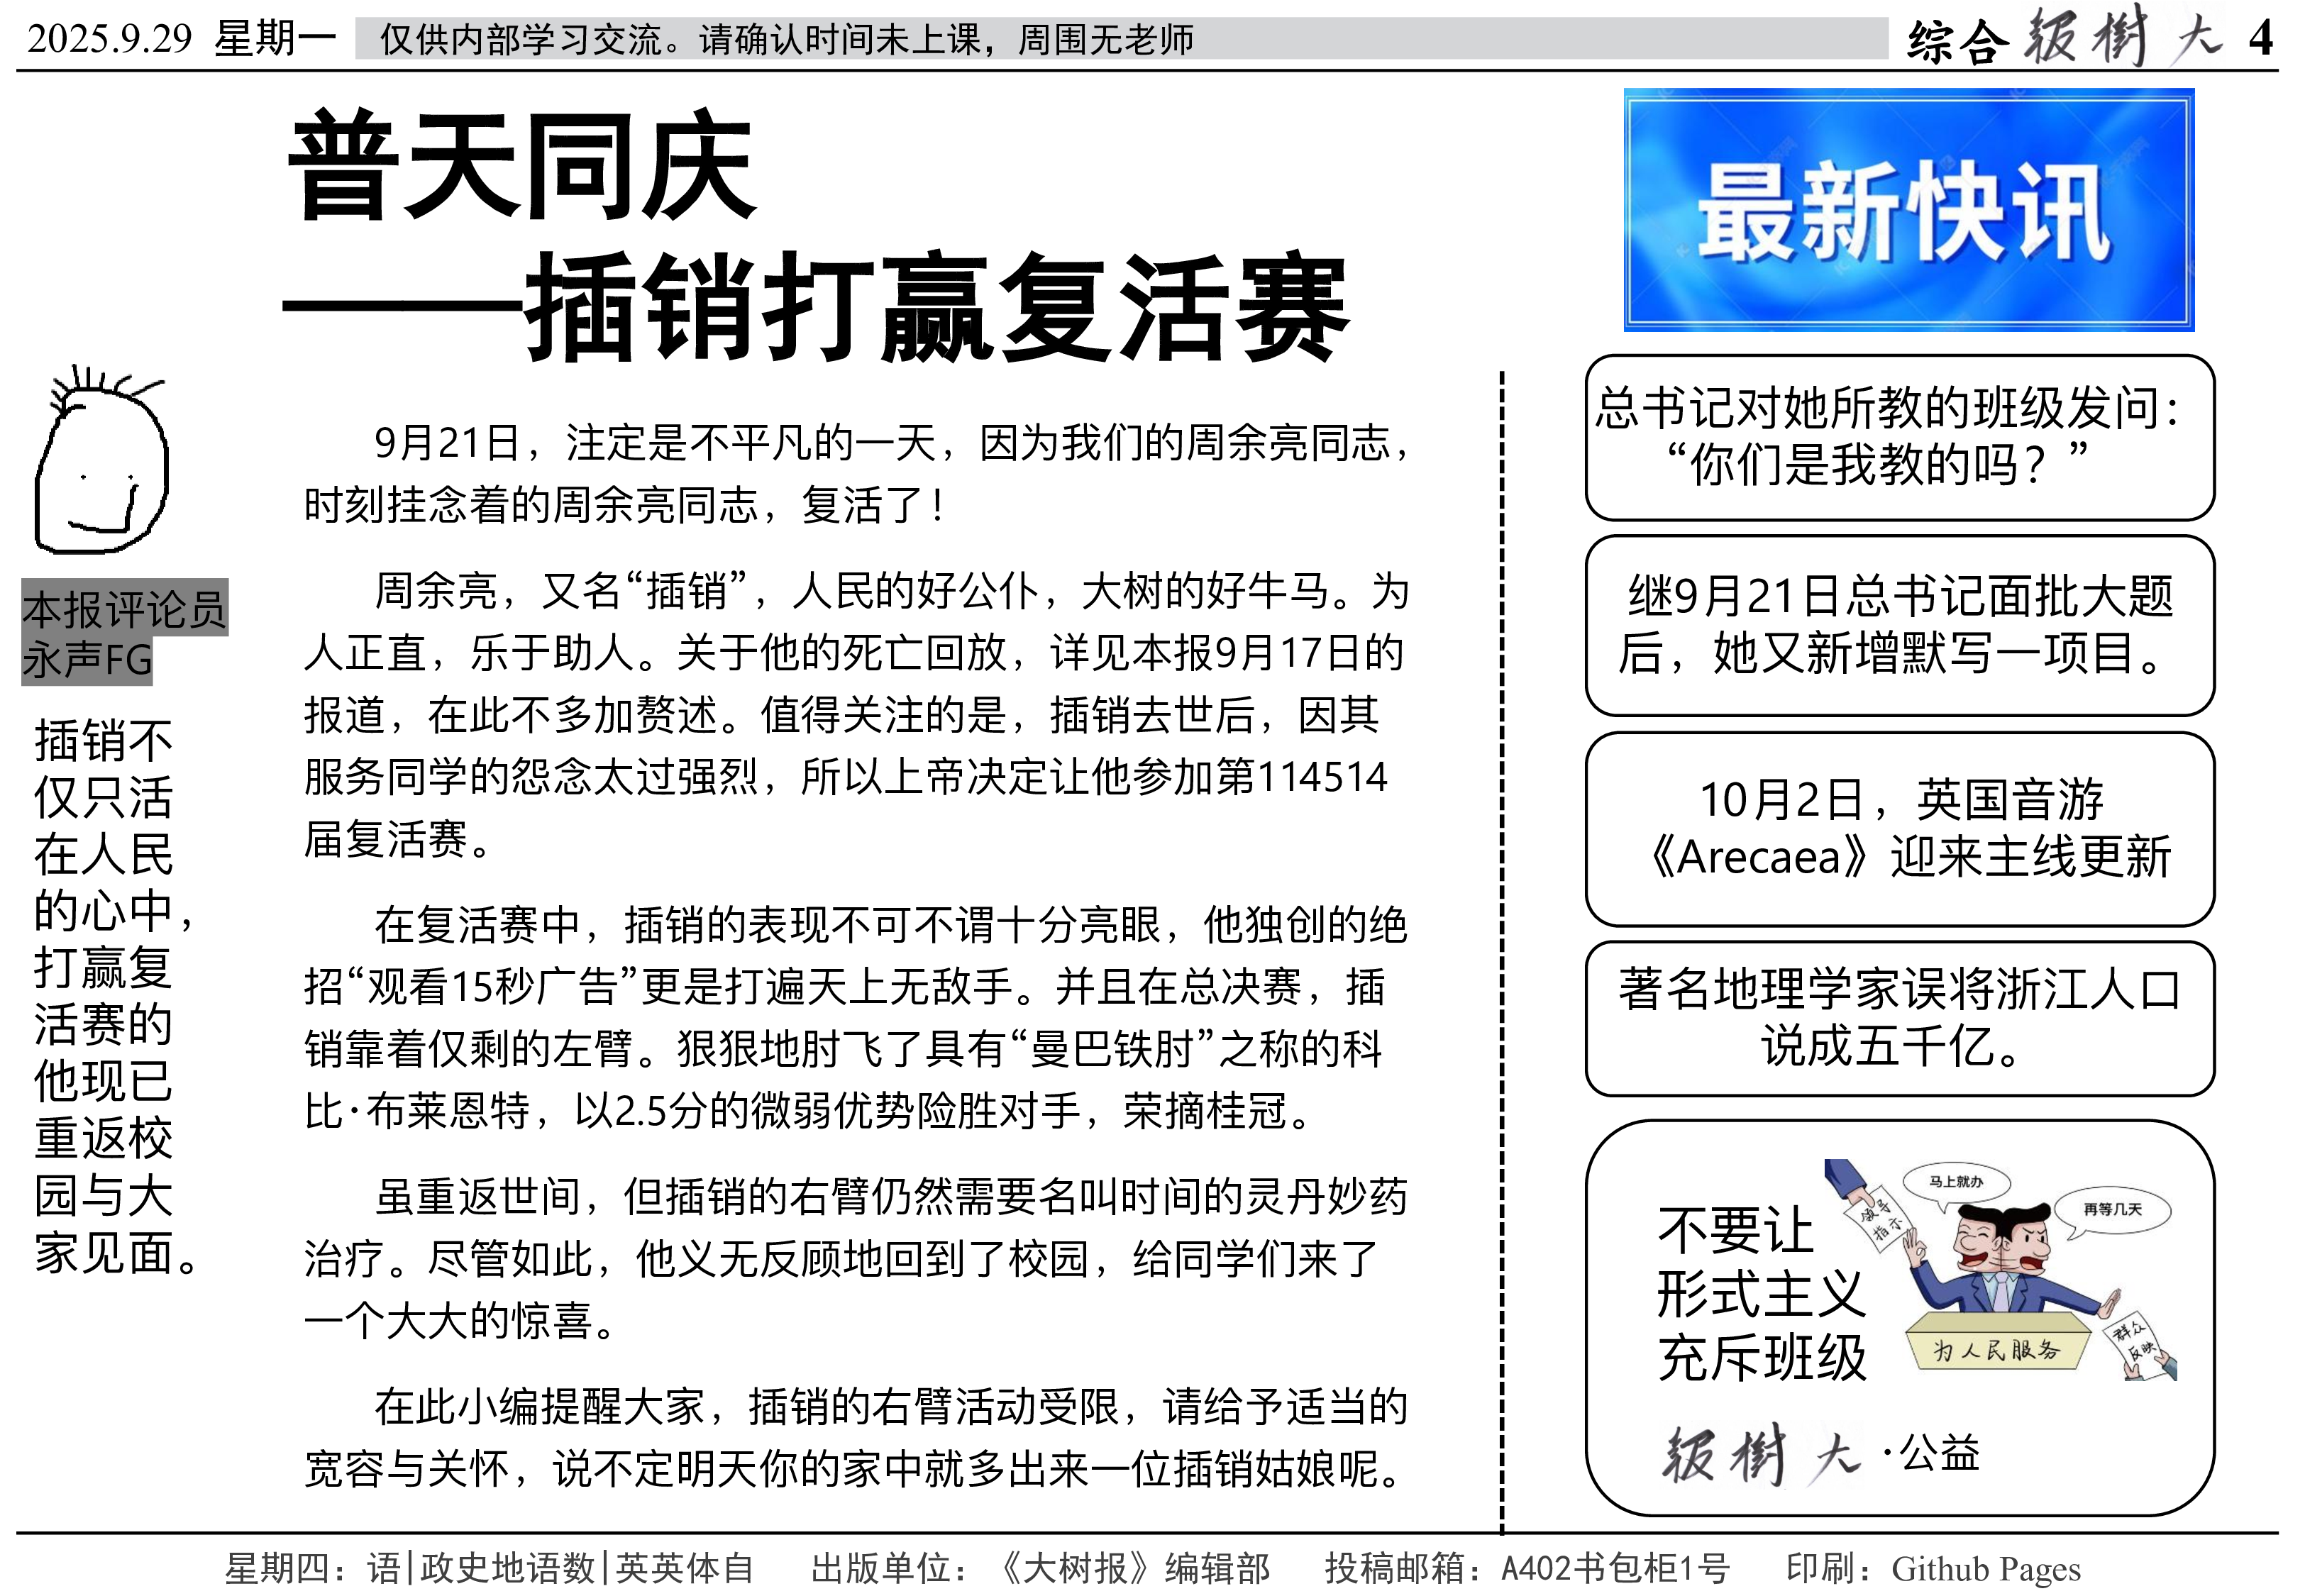 2025.9.29 星期一 仅供内部学习交流。请确认时间未上课，周围无老师 综合 报樹大 4
普天同庆
——插销打赢复活赛
本报评论员
永声FG
插销不
仅只活
在人民
的心中，
打赢复
活赛的
他现已
重返校
园与大
家见面。
9月21日，注定是不平凡的一天，因为我们的周余亮同志，
时刻挂念着的周余亮同志，复活了！
周余亮，又名“插销”，人民的好公仆，大树的好牛马。为
人正直，乐于助人。关于他的死亡回放，详见本报9月17日的
报道，在此不多加赘述。值得关注的是，插销去世后，因其
服务同学的怨念太过强烈，所以上帝决定让他参加第114514
届复活赛。
在复活赛中，插销的表现不可不谓十分亮眼，他独创的绝
招“观看15秒广告”更是打遍天上无敌手。并且在总决赛，插
销靠着仅剩的左臂。狠狠地肘飞了具有“曼巴铁肘”之称的科
比·布莱恩特，以2.5分的微弱优势险胜对手，荣摘桂冠。
虽重返世间，但插销的右臂仍然需要名叫时间的灵丹妙药
治疗。尽管如此，他义无反顾地回到了校园，给同学们来了
一个大大的惊喜。
在此小编提醒大家，插销的右臂活动受限，请给予适当的
宽容与关怀，说不定明天你的家中就多出来一位插销姑娘呢。
最新快讯
总书记对她所教的班级发问：
“你们是我教的吗？”
继9月21日总书记面批大题
后，她又新增默写一项目。
10月2日，英国音游
《Arecaea》迎来主线更新
著名地理学家误将浙江人口
说成五千亿。
不要让
形式主义
充斥班级
马上就办
再等几天
领导
指示
为人民服务
群众
反映
报樹大·公益
星期四：语|政史地语数|英英体自 出版单位：《大树报》编辑部 投稿邮箱：A402书包柜1号 印刷：Github Pages